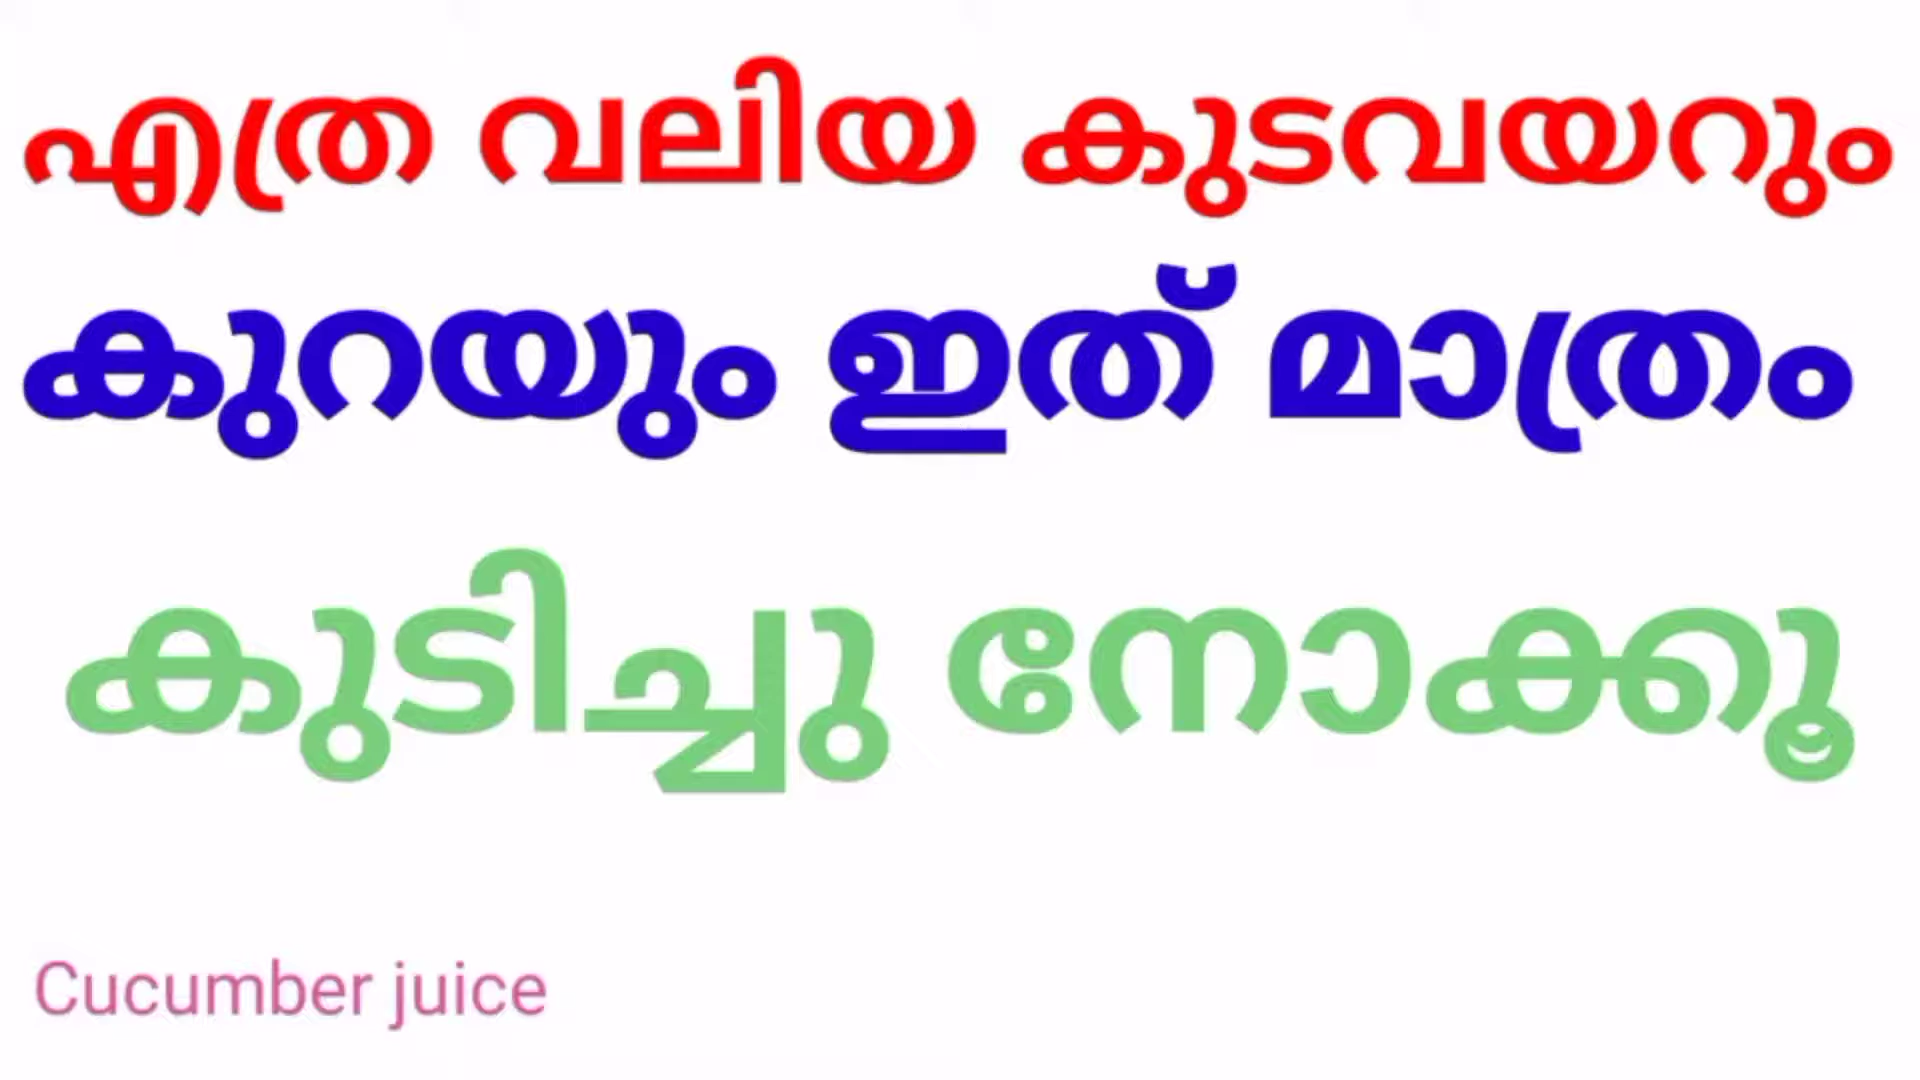 എത്ര വലിയ കുടവയറും
കുറയും ഇത് മാത്രം
കുടിച്ചു നോക്കൂ
Cucumber juice